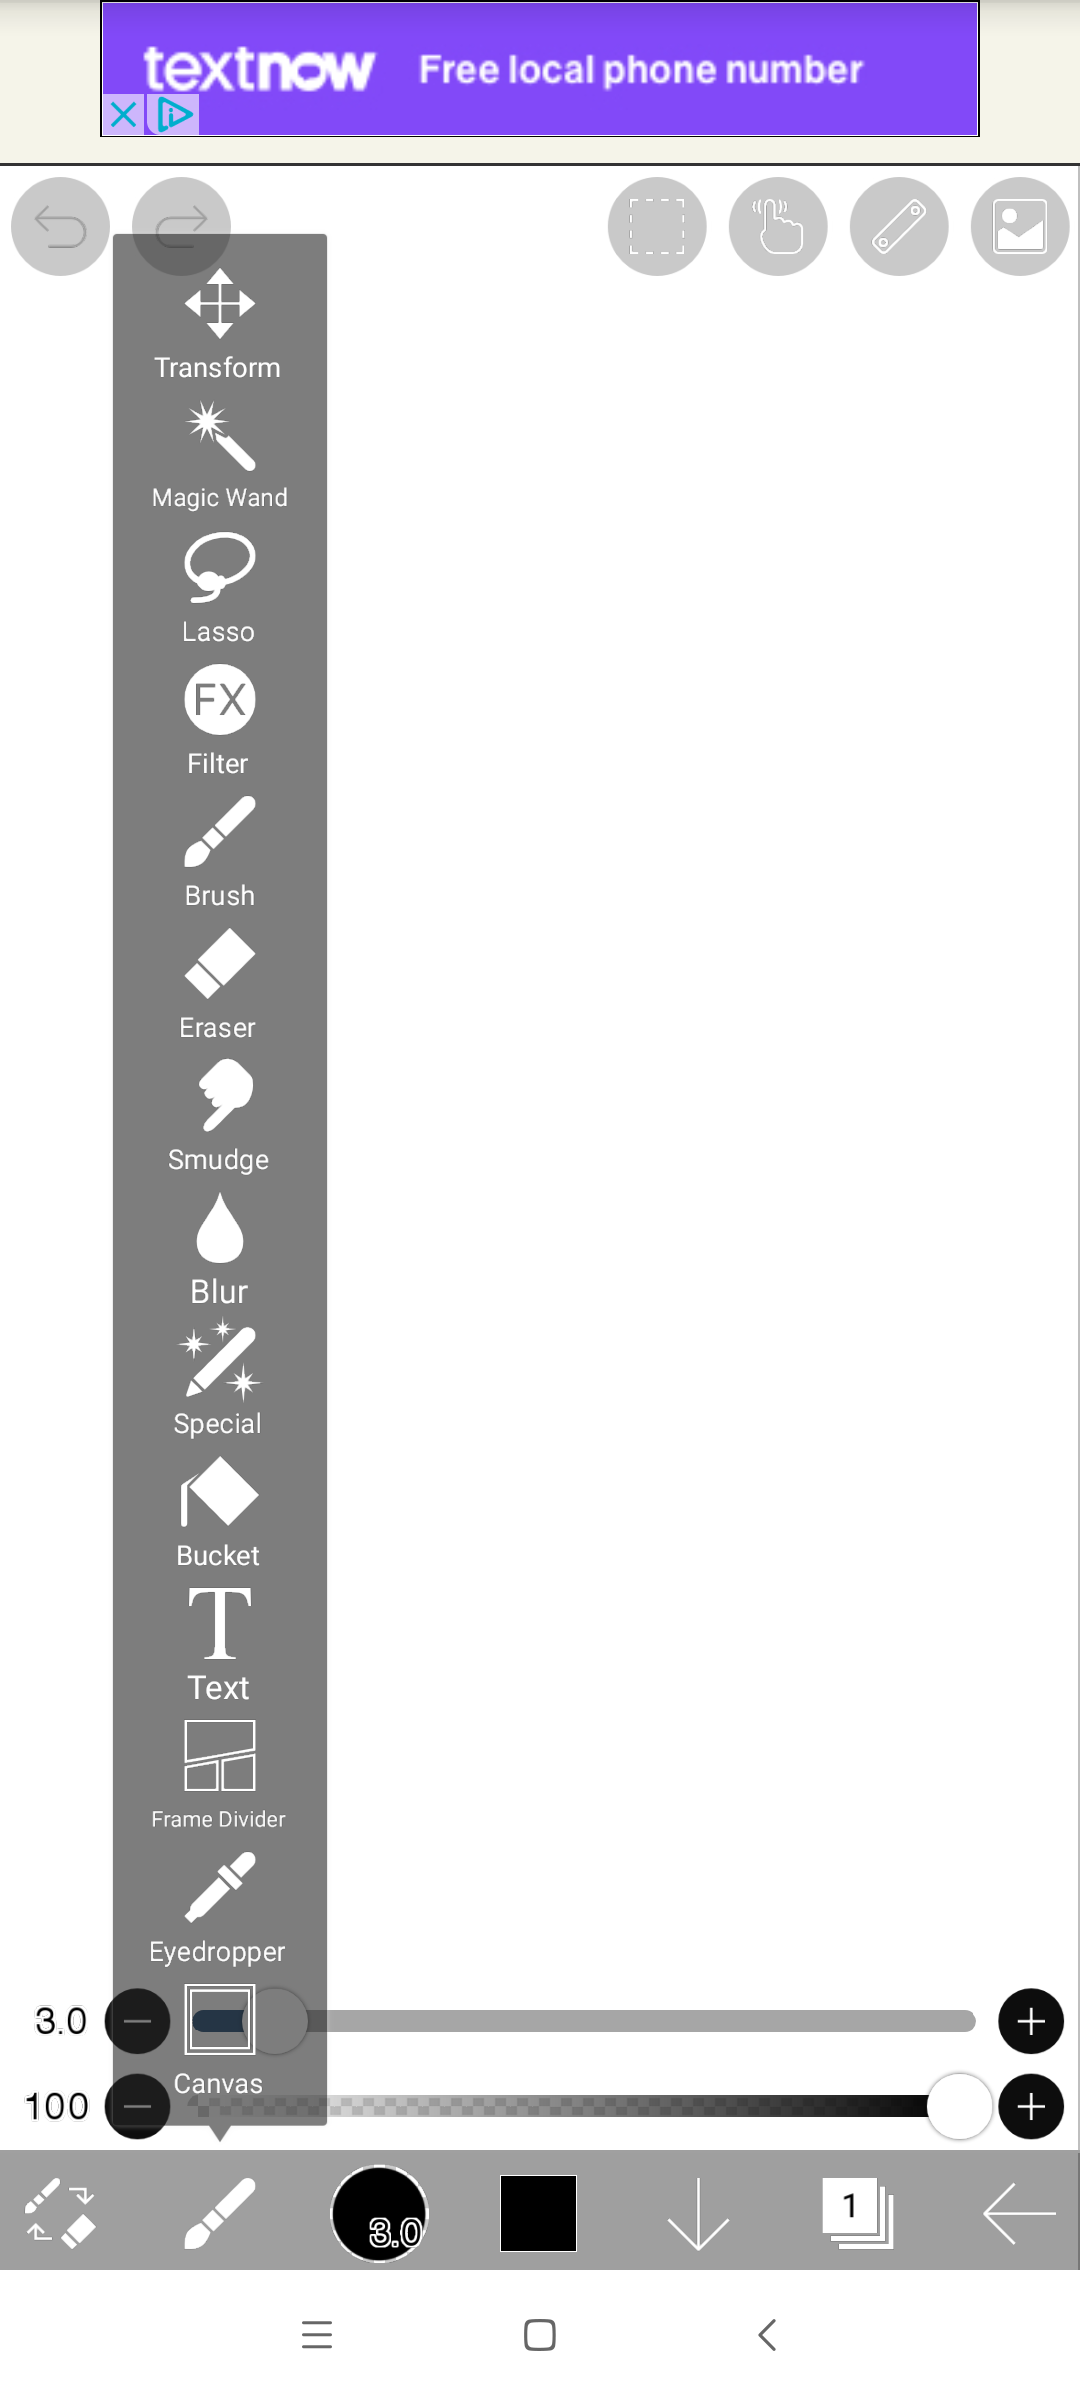 textnow Free local phone number
Transform
Magic Wand
Lasso
FX
Filter
Brush
Eraser
Smudge
Blur
Special
Bucket
T
Text
Frame Divider
Eyedropper
3.0
Canvas
100
3.0
1